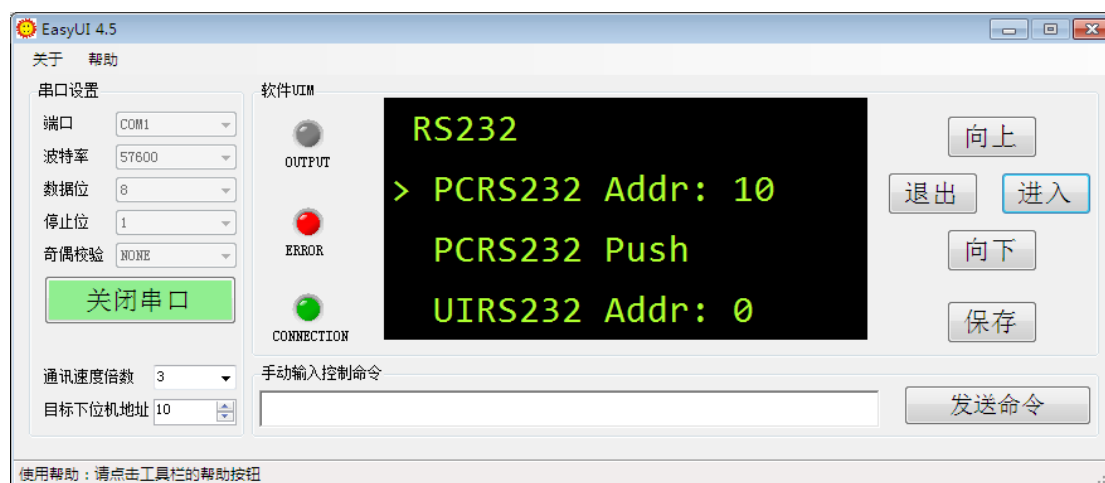 EasyUI 4.5
关于 帮助
串口设置
端口 COM1
波特率 57600
数据位 8
停止位 1
奇偶校验 NONE
关闭串口
通讯速度倍数 3
目标下位机地址 10
软件UIM
OUTPUT
ERROR
CONNECTION
RS232
> PCRS232 Addr: 10
PCRS232 Push
UIRS232 Addr: 0
向上
退出 进入
向下
保存
手动输入控制命令
发送命令
使用帮助：请点击工具栏的帮助按钮